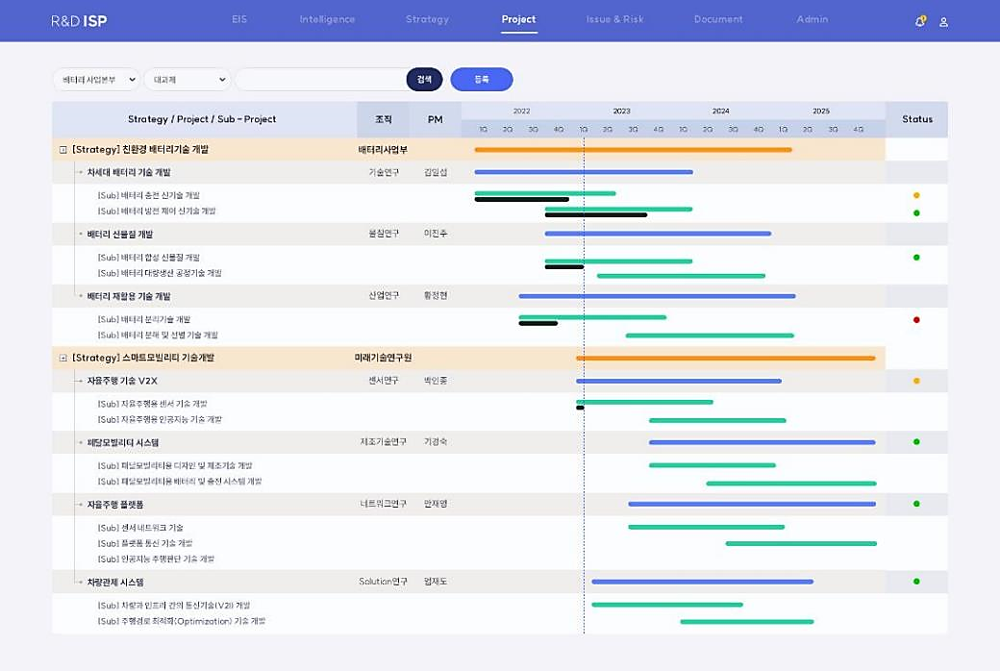 R&D ISP EIS Intelligence Strategy Project Issue & Risk Document Admin
배터리 사업본부 대과제 검색 등록
Strategy / Project / Sub - Project 조직 PM 2022 2023 2024 2025 Status
1Q 2Q 3Q 4Q 1Q 2Q 3Q 4Q 1Q 2Q 3Q 4Q 1Q 2Q 3Q 4Q
[Strategy] 친환경 배터리기술 개발 배터리사업부
차세대 배터리 기술 개발 기술연구 김일섭
[Sub] 배터리 충전 신기술 개발
[Sub] 배터리 방전 제어 신기술 개발
배터리 신물질 개발 물질연구 이진주
[Sub] 배터리 합성 신물질 개발
[Sub] 배터리 대량생산 공정기술 개발
배터리 재활용 기술 개발 산업연구 황정현
[Sub] 배터리 분리기술 개발
[Sub] 배터리 분해 및 선별 기술 개발
[Strategy] 스마트모빌리티 기술개발 미래기술연구원
자율주행 기술 V2X 센서연구 박인종
[Sub] 자율주행용 센서 기술 개발
[Sub] 자율주행용 인공지능 기술 개발
페달모빌리티 시스템 제조기술연구 기경숙
[Sub] 페달모빌리티용 디자인 및 제조기술 개발
[Sub] 페달모빌리티용 배터리 및 충전 시스템 개발
자율주행 플랫폼 네트워크연구 안재영
[Sub] 센서 네트워크 기술
[Sub] 플랫폼 통신 기술 개발
[Sub] 인공지능 주행판단 기술 개발
차량관제 시스템 Solution연구 엄재도
[Sub] 차량과 인프라 간의 통신기술(V2I) 개발
[Sub] 주행경로 최적화(Optimization) 기술 개발